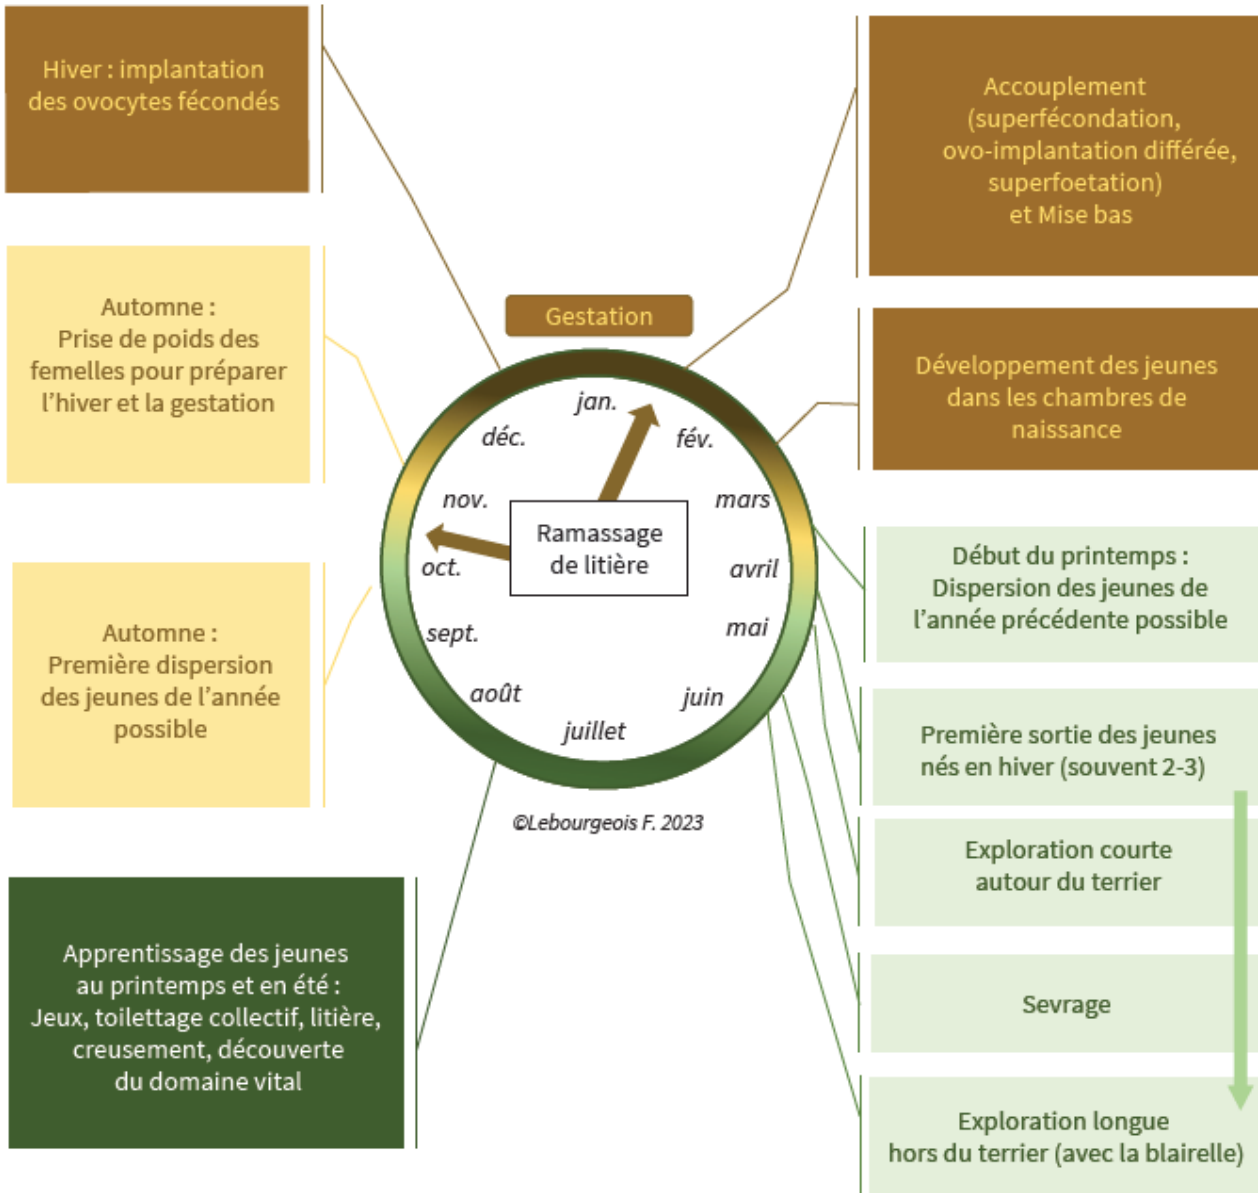 Hiver : implantation
des ovocytes fécondés
Accouplement
(superfécondation,
ovo-implantation différée,
superfoetation)
et Mise bas
Automne :
Prise de poids des
femelles pour préparer
l'hiver et la gestation
Gestation
Développement des jeunes
dans les chambres de
naissance
jan.
fév.
mars
avril
mai
juin
juillet
août
sept.
oct.
nov.
déc.
Ramassage
de litière
Début du printemps :
Dispersion des jeunes de
l'année précédente possible
Automne :
Première dispersion
des jeunes de l'année
possible
Première sortie des jeunes
nés en hiver (souvent 2-3)
©Lebourgeois F. 2023
Exploration courte
autour du terrier
Apprentissage des jeunes
au printemps et en été :
Jeux, toilettage collectif, litière,
creusement, découverte
du domaine vital
Sevrage
Exploration longue
hors du terrier (avec la blairelle)